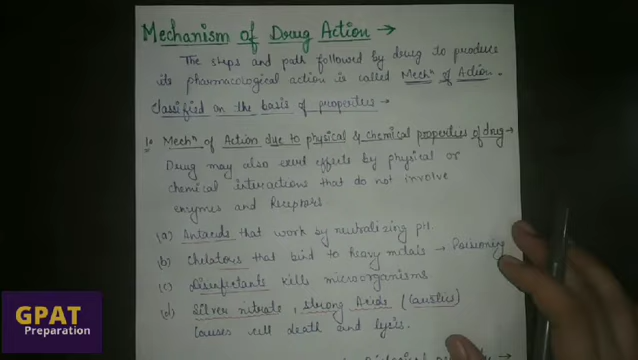 Mechanism of Drug Action →
The steps and path followed by drug to produce
its pharmacological action is called Mechⁿ of Action.
Classified on the basis of properties →
1. Mechⁿ of Action due to physical & chemical properties of drug →
Drug may also exert effects by physical or
chemical interactions that do not involve
enzymes and Receptors
(a) Antacids that work by neutralizing pH.
(b) Chelators that bind to heavy metals → Poisoning
(c) Disinfectants kills microorganisms
(d) Silver nitrate, strong Acids (caustics)
causes cell death and lysis.
GPAT
Preparation